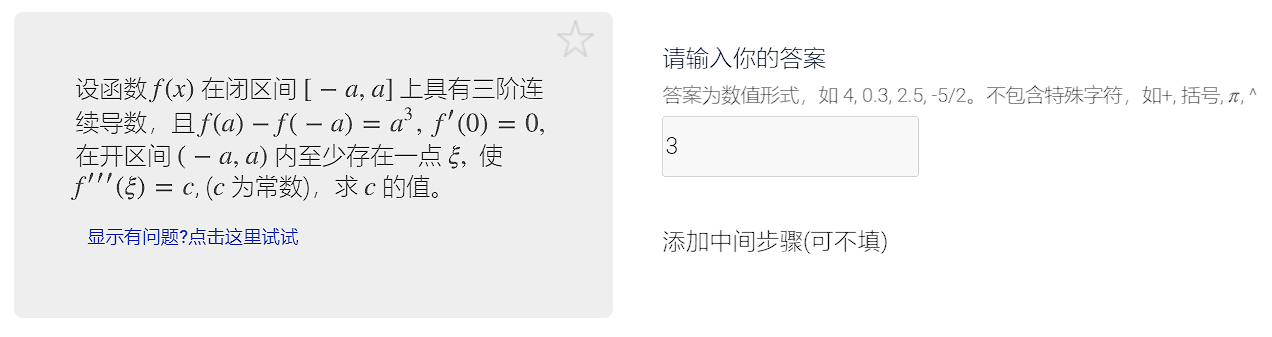 设函数 f(x) 在闭区间 [ − a, a] 上具有三阶连
续导数，且 f(a) − f( − a) = a³, f′(0) = 0,
在开区间 ( − a, a) 内至少存在一点 ξ, 使
f′′′(ξ) = c, (c 为常数)，求 c 的值。
显示有问题?点击这里试试
请输入你的答案
答案为数值形式，如 4, 0.3, 2.5, -5/2。不包含特殊字符，如+, 括号, π, ^
3
添加中间步骤(可不填)